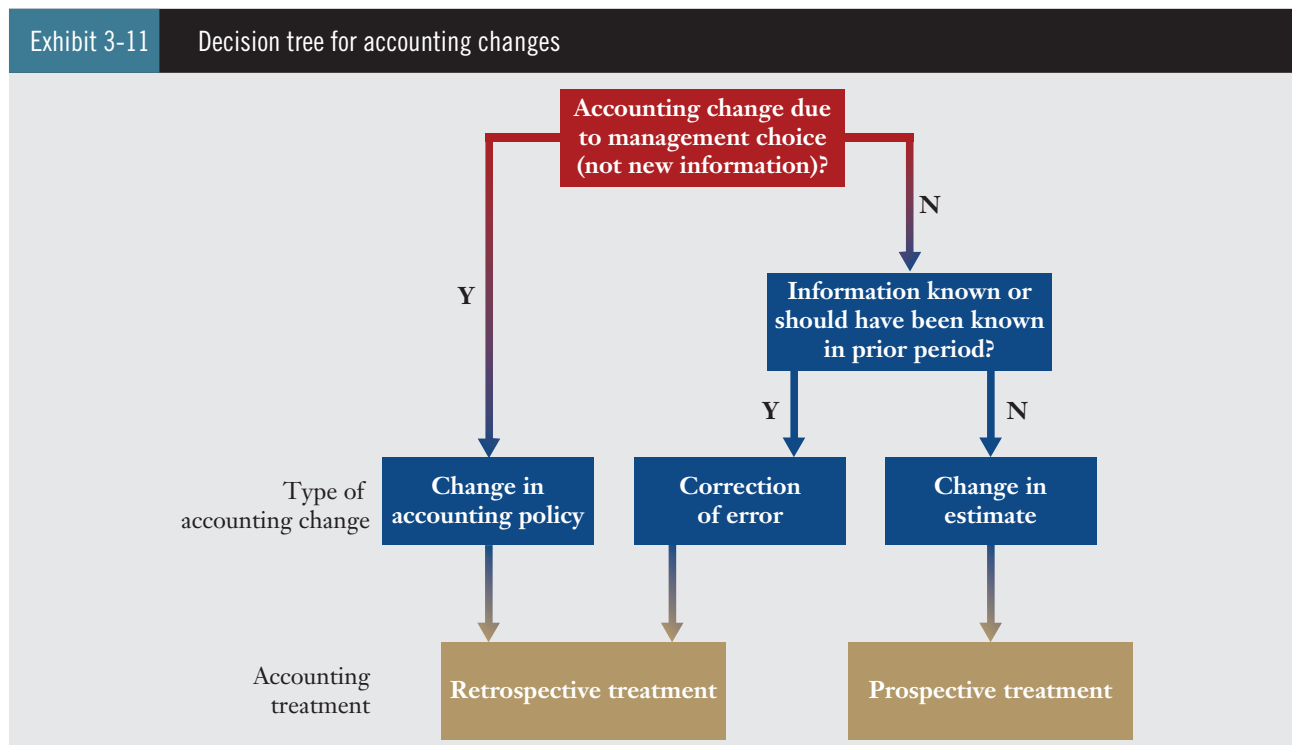 Exhibit 3-11
Decision tree for accounting changes
Accounting change due
to management choice
(not new information)?
Y
N
Information known or
should have been known
in prior period?
Y
N
Type of
accounting change
Change in
accounting policy
Correction
of error
Change in
estimate
Accounting
treatment
Retrospective treatment
Prospective treatment